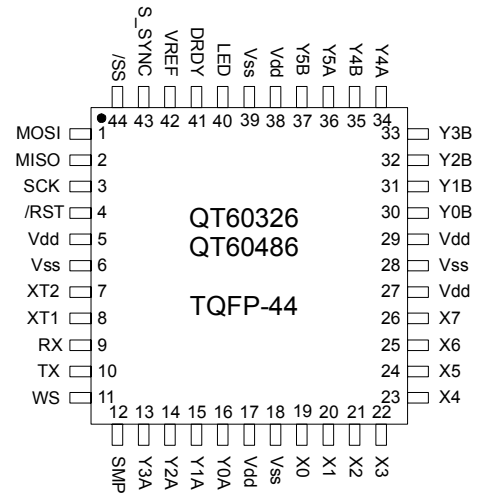 /SS S_SYNC VREF DRDY LED Vss Vdd Y5B Y5A Y4B Y4A
44 43 42 41 40 39 38 37 36 35 34
MOSI 1
MISO 2
SCK 3
/RST 4
Vdd 5
Vss 6
XT2 7
XT1 8
RX 9
TX 10
WS 11
QT60326
QT60486
TQFP-44
33 Y3B
32 Y2B
31 Y1B
30 Y0B
29 Vdd
28 Vss
27 Vdd
26 X7
25 X6
24 X5
23 X4
12 13 14 15 16 17 18 19 20 21 22
SMP Y3A Y2A Y1A Y0A Vdd Vss X0 X1 X2 X3